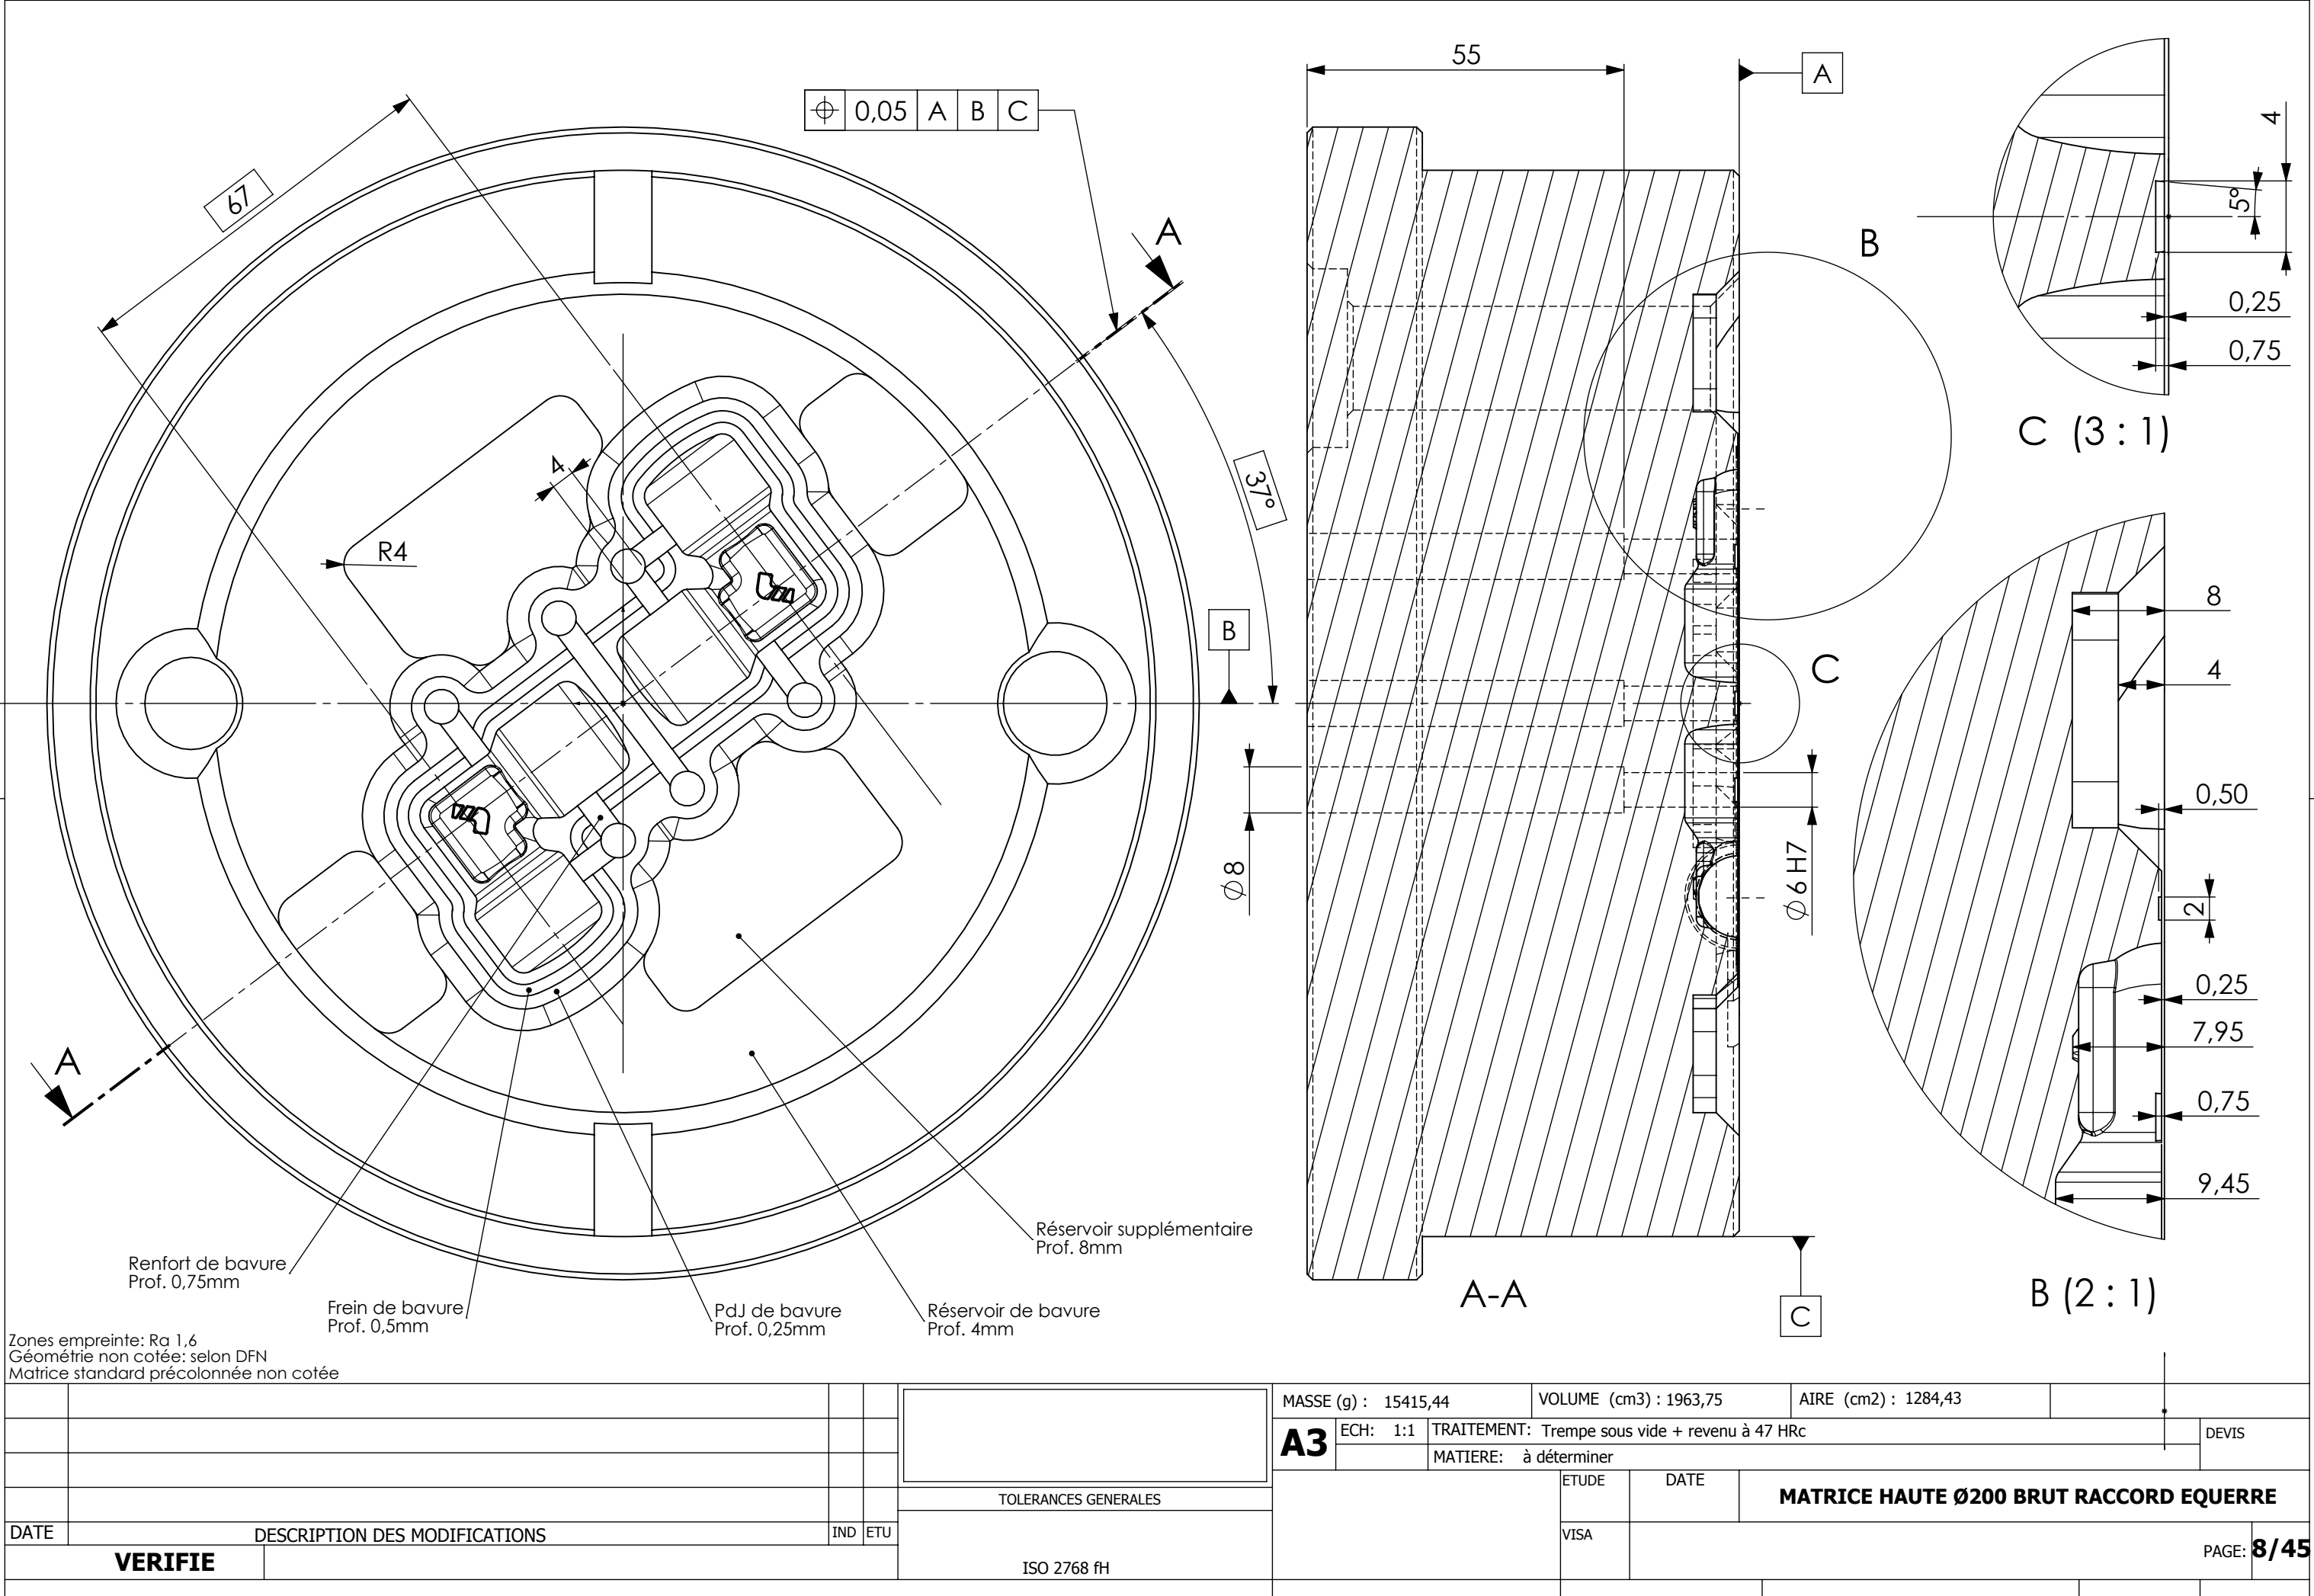 67
0,05 A B C
A
4
R4
37°
A
55
A
B
B
C
Ø8
Ø6 H7
C
A-A
4
5°
0,25
0,75
C (3 : 1)
8
4
0,50
2
0,25
7,95
0,75
9,45
B (2 : 1)
Renfort de bavure
Prof. 0,75mm
Frein de bavure
Prof. 0,5mm
PdJ de bavure
Prof. 0,25mm
Réservoir de bavure
Prof. 4mm
Réservoir supplémentaire
Prof. 8mm
Zones empreinte: Ra 1,6
Géométrie non cotée: selon DFN
Matrice standard précolonnée non cotée
DATE DESCRIPTION DES MODIFICATIONS IND ETU
VERIFIE
TOLERANCES GENERALES
ISO 2768 fH
MASSE (g) : 15415,44 VOLUME (cm3) : 1963,75 AIRE (cm2) : 1284,43
A3 ECH: 1:1 TRAITEMENT: Trempe sous vide + revenu à 47 HRc DEVIS
MATIERE: à déterminer
ETUDE DATE MATRICE HAUTE Ø200 BRUT RACCORD EQUERRE
VISA PAGE: 8/45